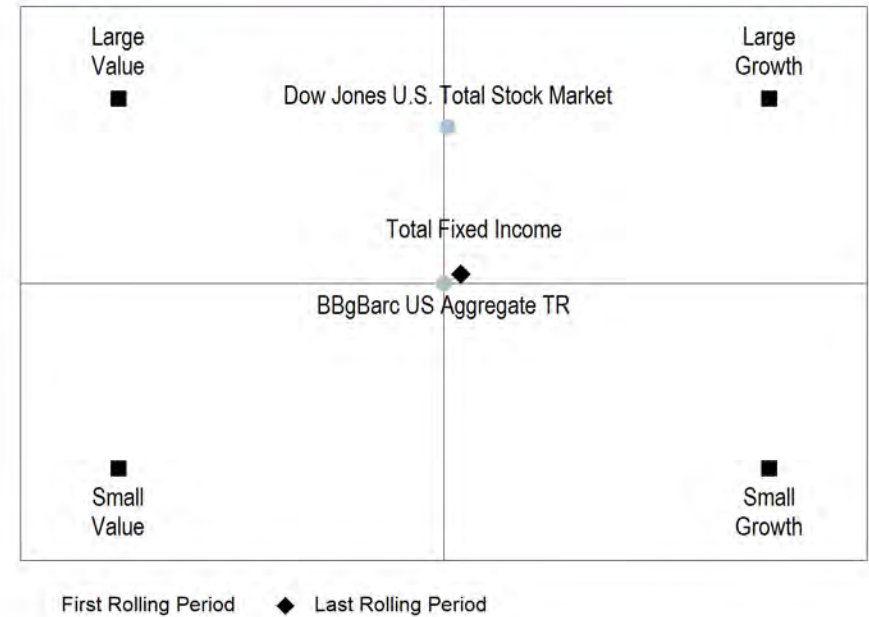 Large
Value
Large
Growth
Dow Jones U.S. Total Stock Market
Total Fixed Income
BBgBarc US Aggregate TR
Small
Value
Small
Growth
First Rolling Period
Last Rolling Period